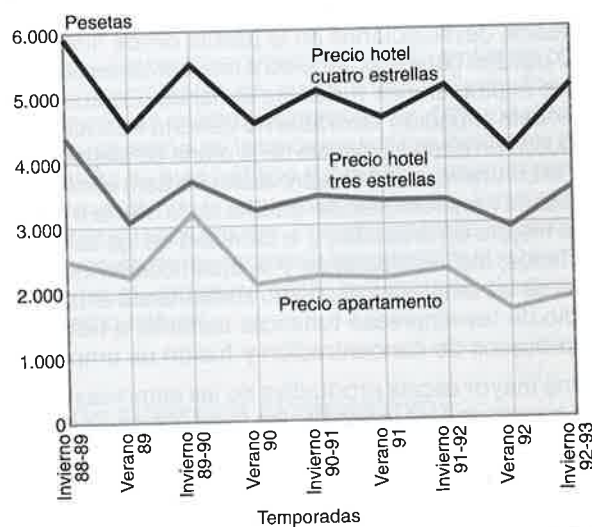 Pesetas
6.000
5.000
4.000
3.000
2.000
1.000
0
Precio hotel
cuatro estrellas
Precio hotel
tres estrellas
Precio apartamento
Invierno
88-89
Verano
89
Invierno
89-90
Verano
90
Invierno
90-91
Verano
91
Invierno
91-92
Verano
92
Invierno
92-93
Temporadas